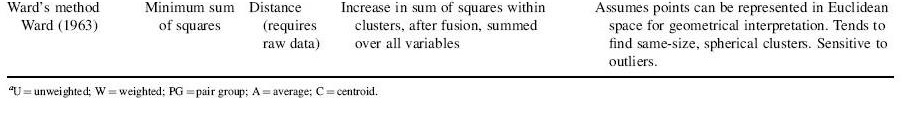 Ward's method Minimum sum Distance Increase in sum of squares within Assumes points can be represented in Euclidean
Ward (1963) of squares (requires clusters, after fusion, summed space for geometrical interpretation. Tends to
raw data) over all variables find same-size, spherical clusters. Sensitive to
outliers.
aU = unweighted; W = weighted; PG = pair group; A = average; C = centroid.